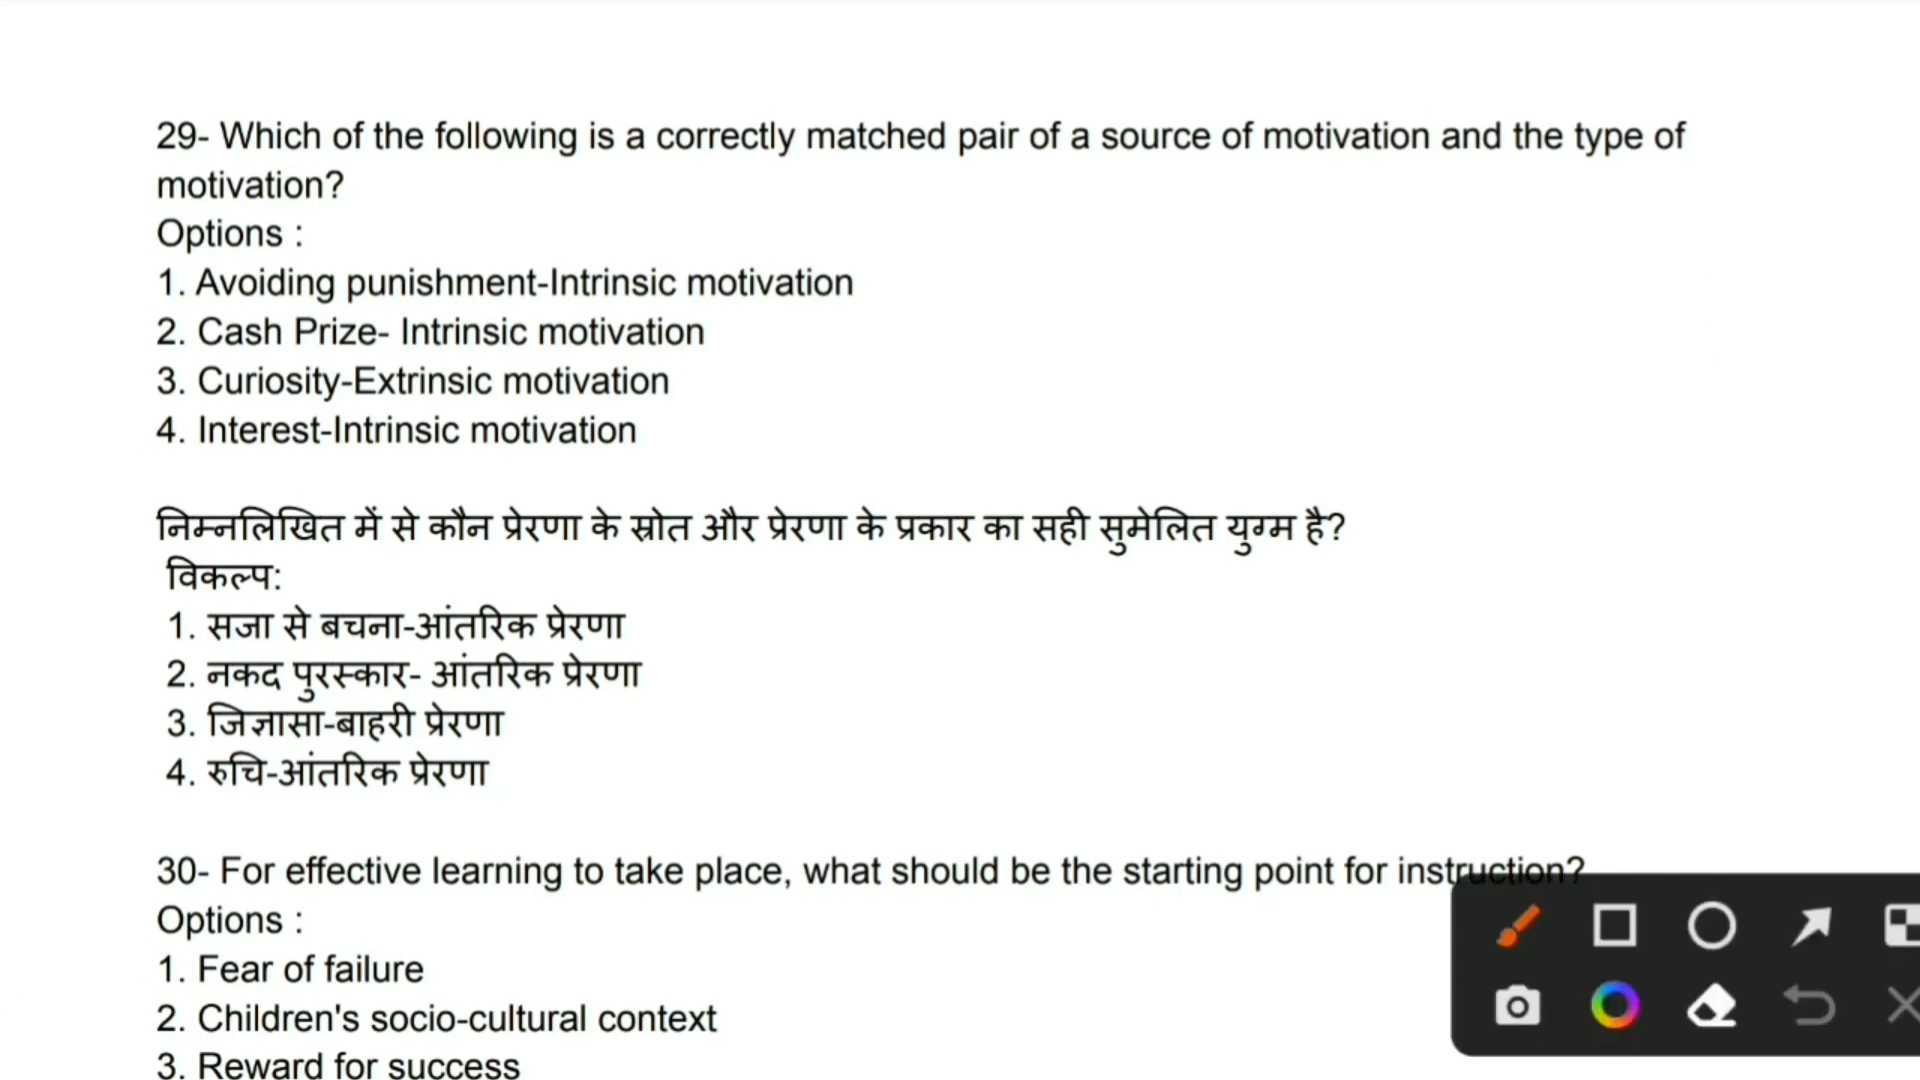 29- Which of the following is a correctly matched pair of a source of motivation and the type of
motivation?
Options :
1. Avoiding punishment-Intrinsic motivation
2. Cash Prize- Intrinsic motivation
3. Curiosity-Extrinsic motivation
4. Interest-Intrinsic motivation
निम्नलिखित में से कौन प्रेरणा के स्रोत और प्रेरणा के प्रकार का सही सुमेलित युग्म है?
विकल्प:
1. सजा से बचना-आंतरिक प्रेरणा
2. नकद पुरस्कार- आंतरिक प्रेरणा
3. जिज्ञासा-बाहरी प्रेरणा
4. रुचि-आंतरिक प्रेरणा
30- For effective learning to take place, what should be the starting point for instruction?
Options :
1. Fear of failure
2. Children's socio-cultural context
3. Reward for success